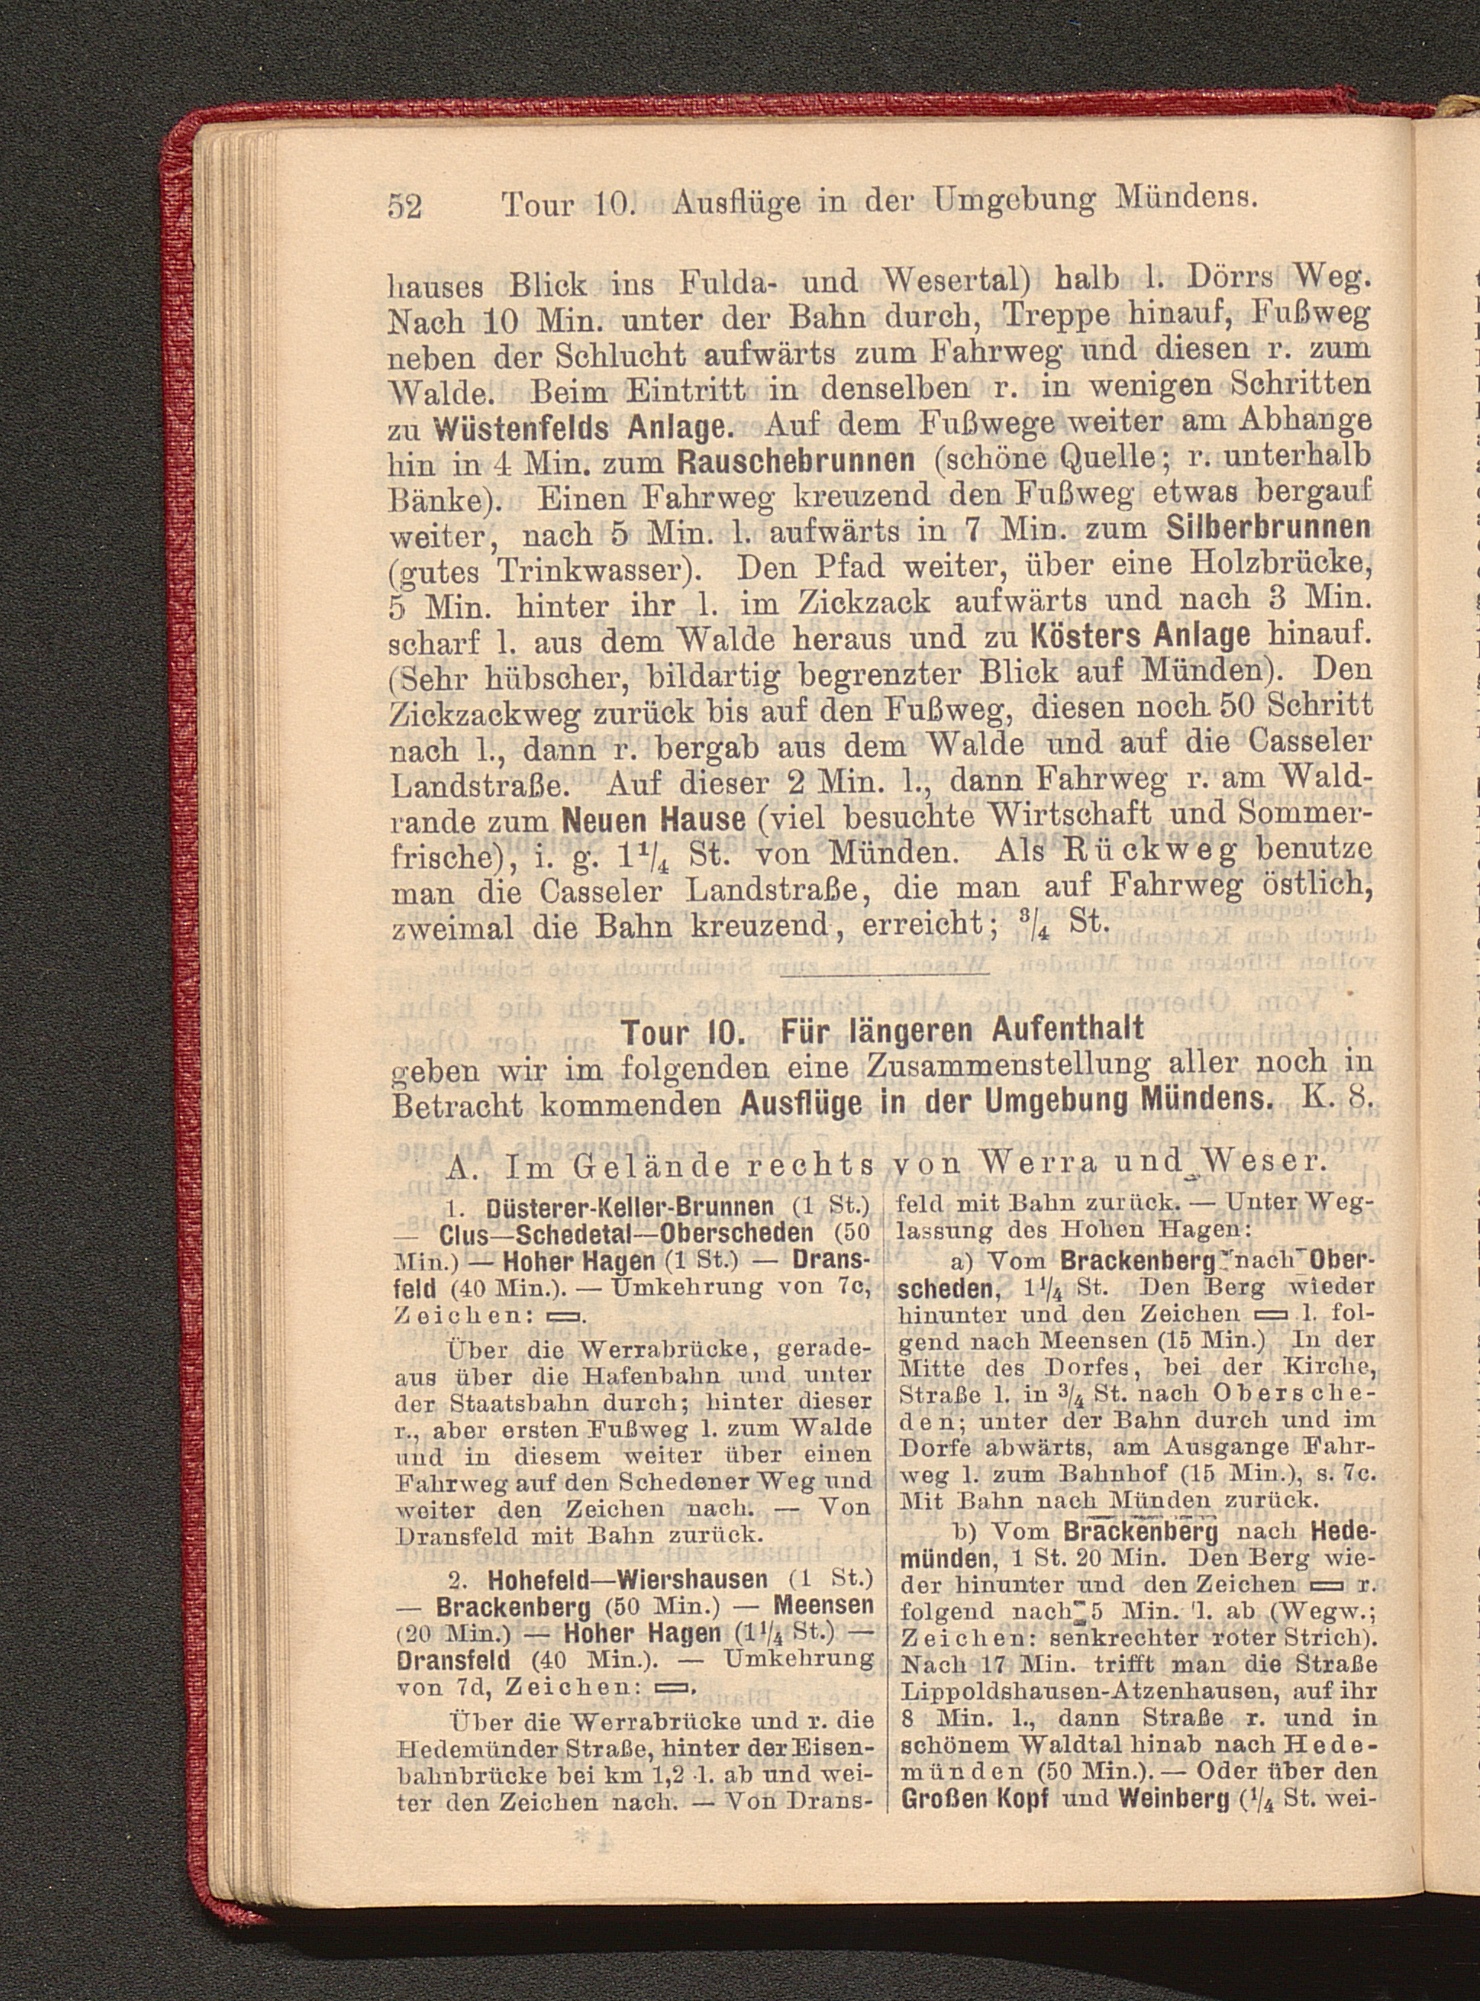 52 Tour 10. Ausflüge in der Umgebung Mündens.
hauses Blick ins Fulda- und Wesertal) halb l. Dörrs Weg.
Nach 10 Min. unter der Bahn durch, Treppe hinauf, Fußweg
neben der Schlucht aufwärts zum Fahrweg und diesen r. zum
Walde. Beim Eintritt in denselben r. in wenigen Schritten
zu Wüstenfelds Anlage. Auf dem Fußwege weiter am Abhange
hin in 4 Min. zum Rauschebrunnen (schöne Quelle; r. unterhalb
Bänke). Einen Fahrweg kreuzend den Fußweg etwas bergauf
weiter, nach 5 Min. l. aufwärts in 7 Min. zum Silberbrunnen
(gutes Trinkwasser). Den Pfad weiter, über eine Holzbrücke,
5 Min. hinter ihr l. im Zickzack aufwärts und nach 3 Min.
scharf l. aus dem Walde heraus und zu Kösters Anlage hinauf.
(Sehr hübscher, bildartig begrenzter Blick auf Münden). Den
Zickzackweg zurück bis auf den Fußweg, diesen noch 50 Schritt
nach l., dann r. bergab aus dem Walde und auf die Casseler
Landstraße. Auf dieser 2 Min. l., dann Fahrweg r. am Wald-
rande zum Neuen Hause (viel besuchte Wirtschaft und Sommer-
frische), i. g. 1¹/₄ St. von Münden. Als Rückweg benutze
man die Casseler Landstraße, die man auf Fahrweg östlich,
zweimal die Bahn kreuzend, erreicht; ³/₄ St.
Tour 10. Für längeren Aufenthalt
geben wir im folgenden eine Zusammenstellung aller noch in
Betracht kommenden Ausflüge in der Umgebung Mündens. K. 8.
A. Im Gelände rechts von Werra und Weser.
1. Düsterer-Keller-Brunnen (1 St.)
— Clus—Schedetal—Oberscheden (50
Min.) — Hoher Hagen (1 St.) — Drans-
feld (40 Min.). — Umkehrung von 7c,
Zeichen: ▭.
Über die Werrabrücke, gerade-
aus über die Hafenbahn und unter
der Staatsbahn durch; hinter dieser
r., aber ersten Fußweg l. zum Walde
und in diesem weiter über einen
Fahrweg auf den Schedener Weg und
weiter den Zeichen nach. — Von
Dransfeld mit Bahn zurück.
2. Hohefeld—Wiershausen (1 St.)
— Brackenberg (50 Min.) — Meensen
(20 Min.) — Hoher Hagen (1¹/₄ St.) —
Dransfeld (40 Min.). — Umkehrung
von 7d, Zeichen: ▭.
Über die Werrabrücke und r. die
Hedemünder Straße, hinter der Eisen-
bahnbrücke bei km 1,2 l. ab und wei-
ter den Zeichen nach. — Von Drans-
feld mit Bahn zurück. — Unter Weg-
lassung des Hohen Hagen:
a) Vom Brackenberg nach Ober-
scheden, 1¹/₄ St. Den Berg wieder
hinunter und den Zeichen ▭ l. fol-
gend nach Meensen (15 Min.) In der
Mitte des Dorfes, bei der Kirche,
Straße l. in ³/₄ St. nach Obersche-
den; unter der Bahn durch und im
Dorfe abwärts, am Ausgange Fahr-
weg l. zum Bahnhof (15 Min.), s. 7c.
Mit Bahn nach Münden zurück.
b) Vom Brackenberg nach Hede-
münden, 1 St. 20 Min. Den Berg wie-
der hinunter und den Zeichen ▭ r.
folgend nach 5 Min. l. ab (Wegw.;
Zeichen: senkrechter roter Strich).
Nach 17 Min. trifft man die Straße
Lippoldshausen-Atzenhausen, auf ihr
8 Min. l., dann Straße r. und in
schönem Waldtal hinab nach Hede-
münden (50 Min.). — Oder über den
Großen Kopf und Weinberg (¹/₄ St. wei-